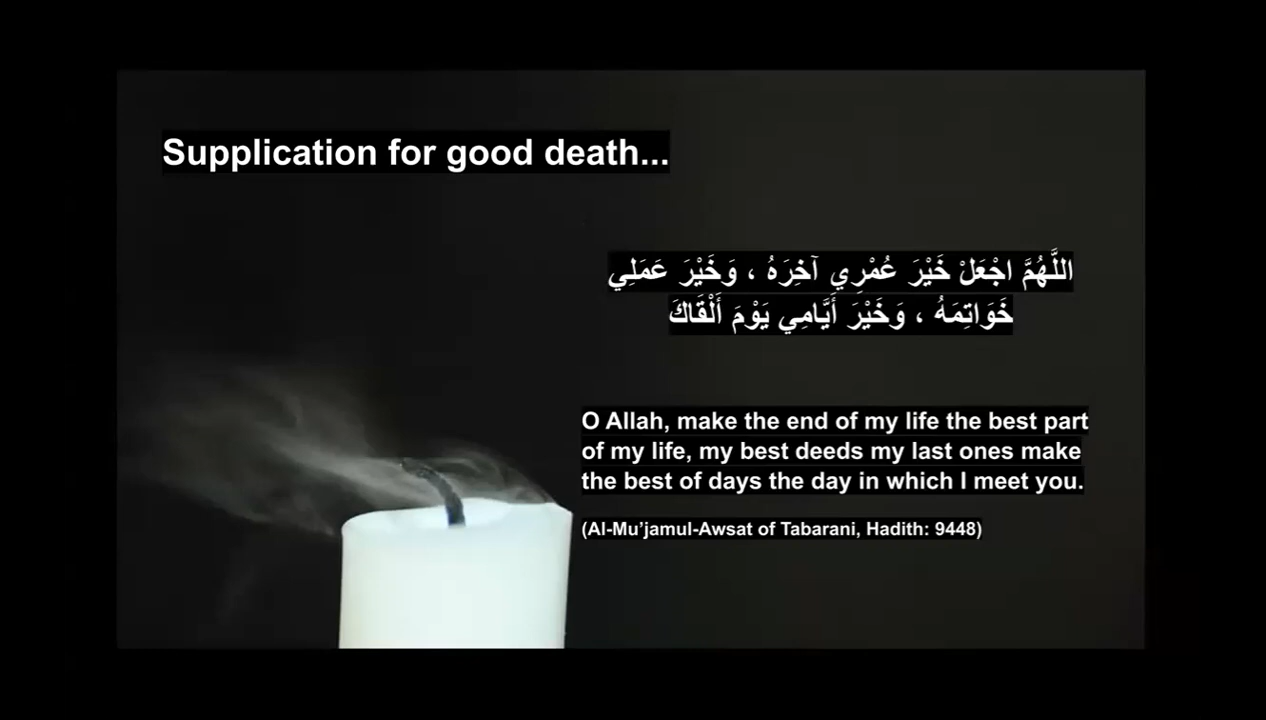 Supplication for good death...
اللَّهُمَّ اجْعَلْ خَيْرَ عُمْرِي آخِرَهُ ، وَخَيْرَ عَمَلِي
خَوَاتِمَهُ ، وَخَيْرَ أَيَّامِي يَوْمَ أَلْقَاكَ
O Allah, make the end of my life the best part
of my life, my best deeds my last ones make
the best of days the day in which I meet you.
(Al-Mu’jamul-Awsat of Tabarani, Hadith: 9448)